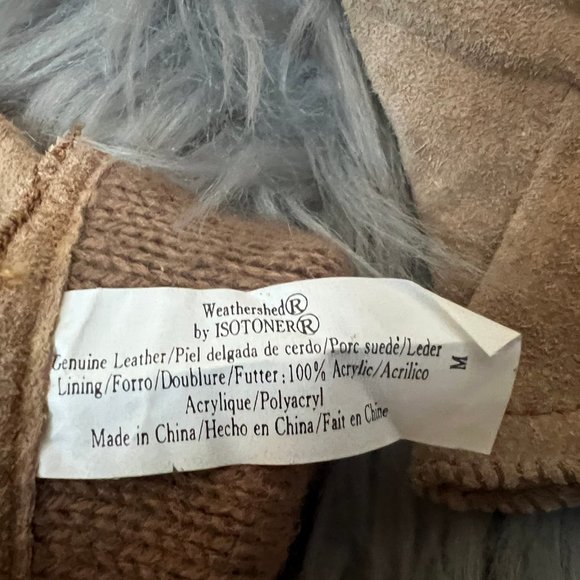 Weathershed®
by ISOTONER®
Genuine Leather/Piel delgada de cerdo/Porc suede/Leder
Lining/Forro/Doublure/Futter: 100% Acrylic/Acrilico
Acrylique/Polyacryl
Made in China/Hecho en China/Fait en Chine
M